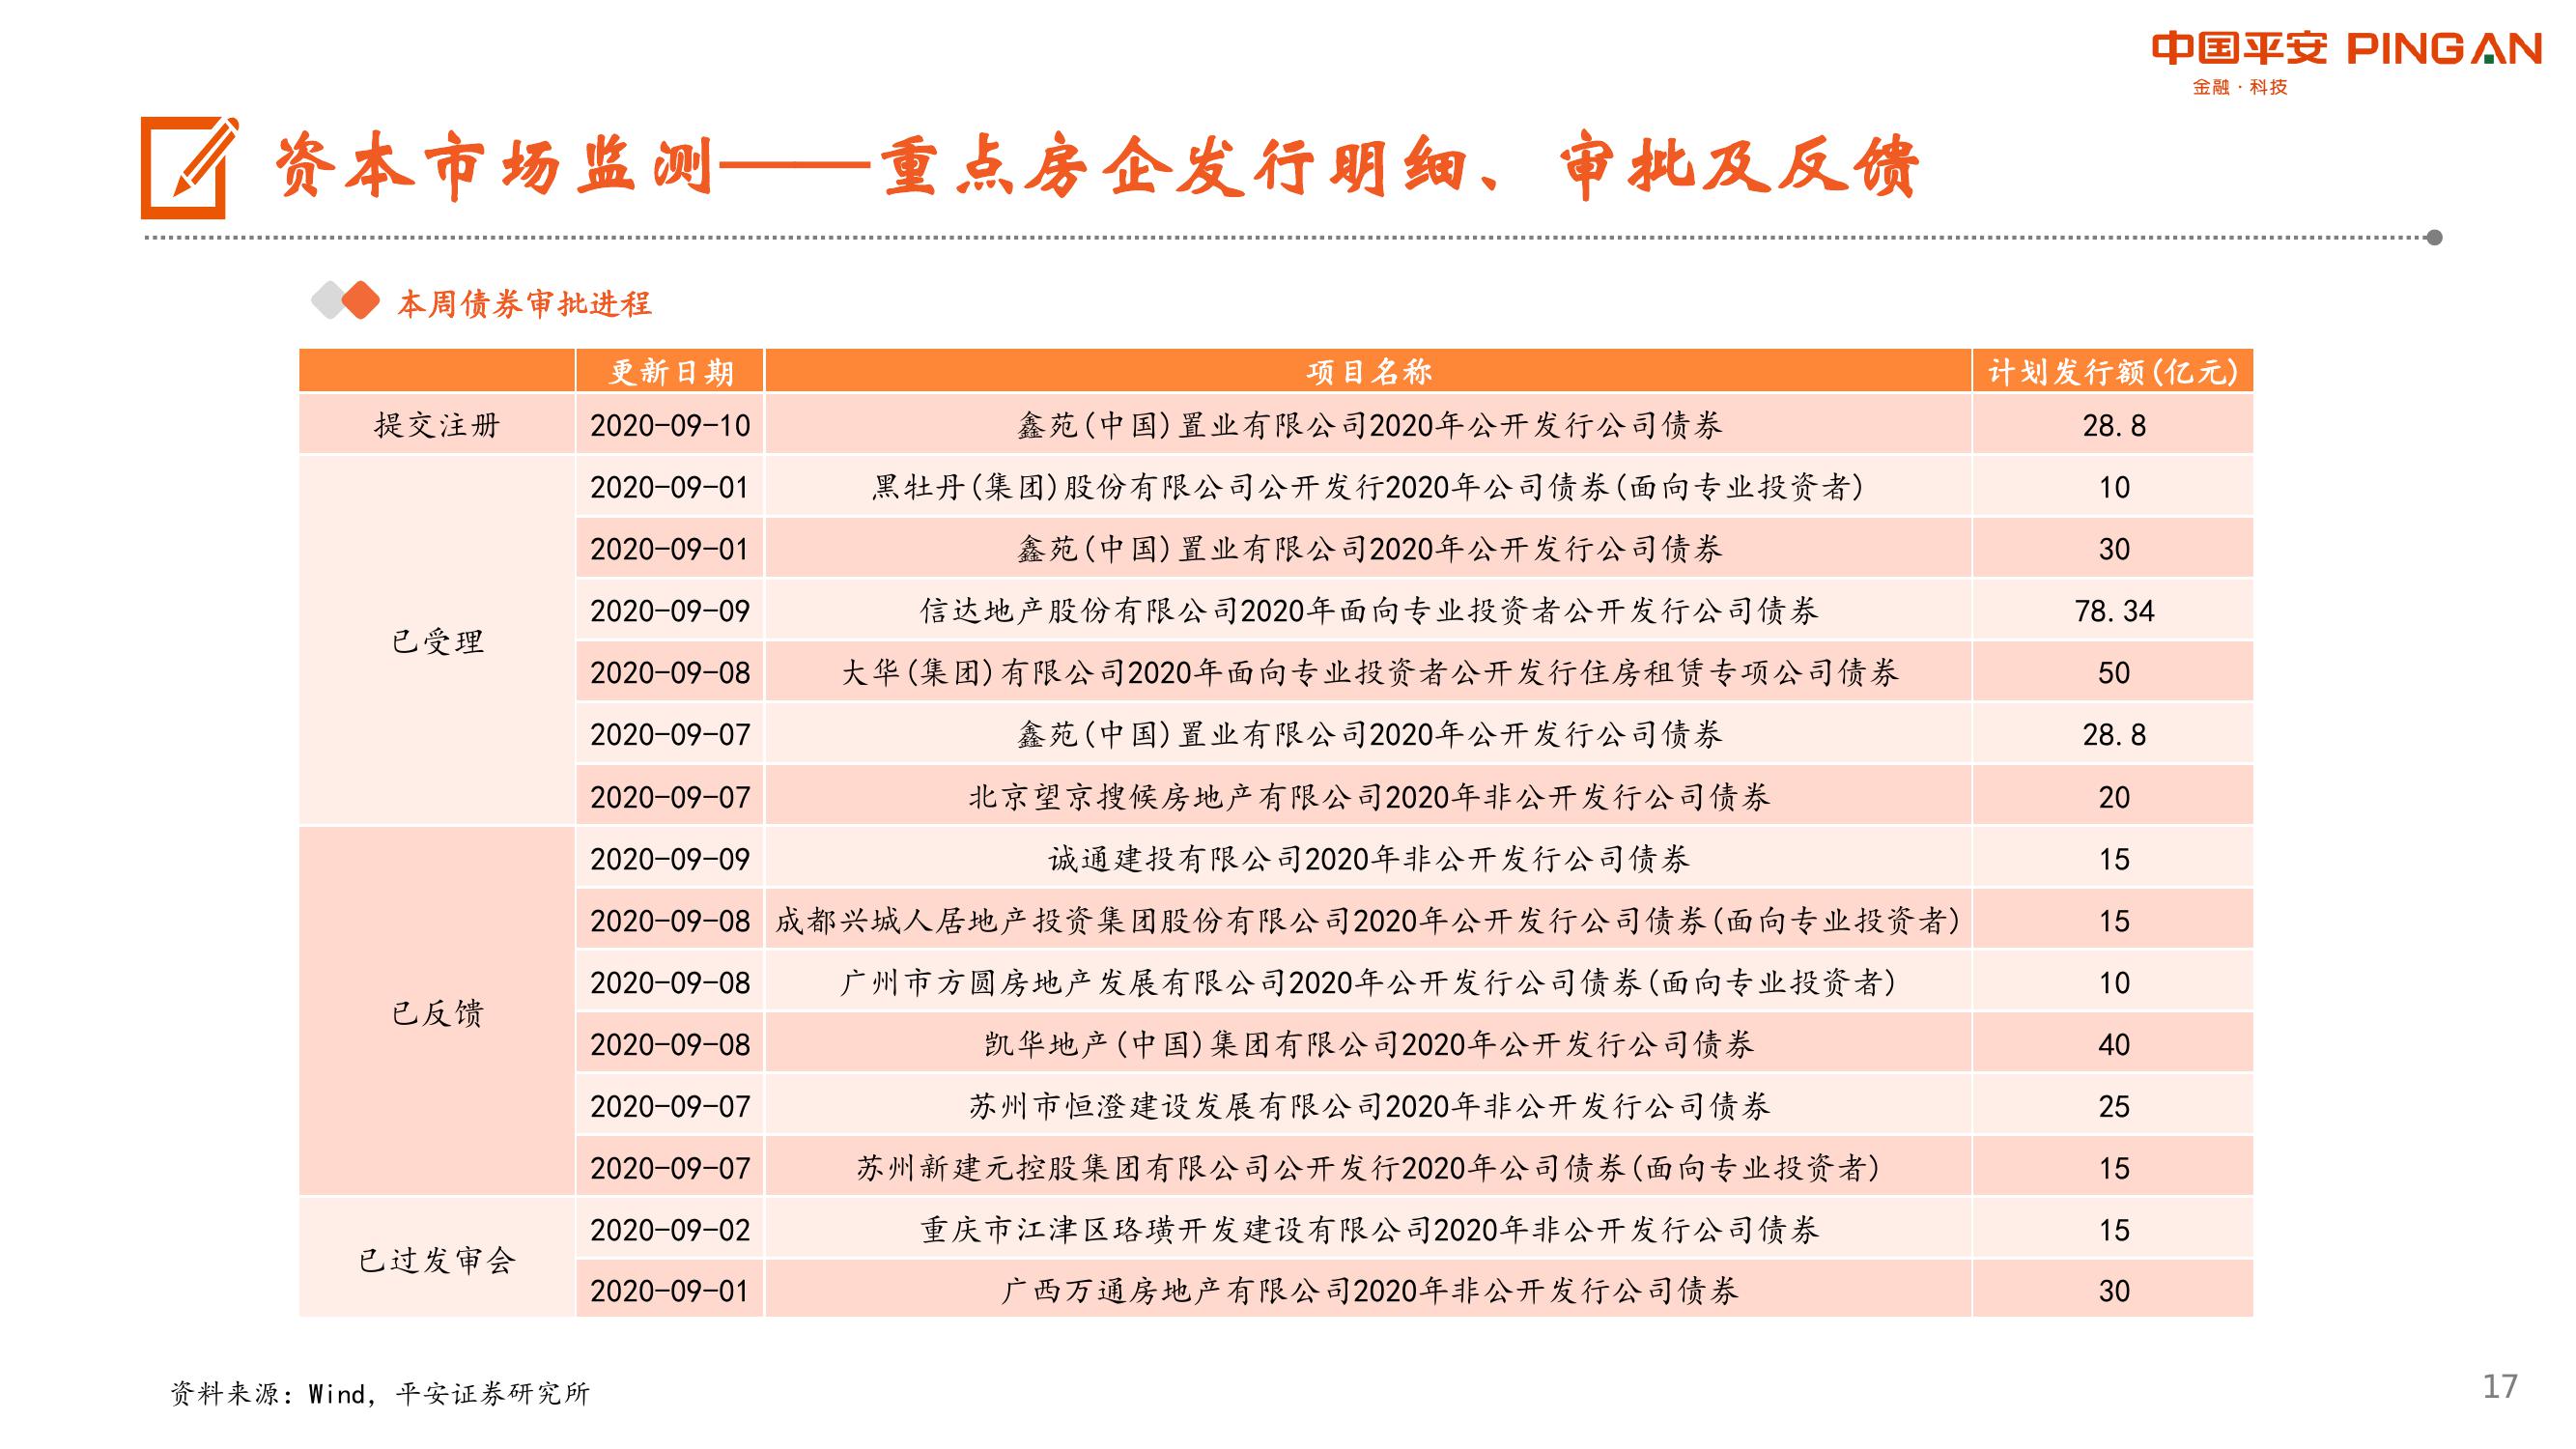 中国平安 PINGAN
金融·科技
资本市场监测——重点房企发行明细、审批及反馈
本周债券审批进程
更新日期 项目名称 计划发行额(亿元)
提交注册 2020-09-10 鑫苑(中国)置业有限公司2020年公开发行公司债券 28.8
已受理 2020-09-01 黑牡丹(集团)股份有限公司公开发行2020年公司债券(面向专业投资者) 10
2020-09-01 鑫苑(中国)置业有限公司2020年公开发行公司债券 30
2020-09-09 信达地产股份有限公司2020年面向专业投资者公开发行公司债券 78.34
2020-09-08 大华(集团)有限公司2020年面向专业投资者公开发行住房租赁专项公司债券 50
2020-09-07 鑫苑(中国)置业有限公司2020年公开发行公司债券 28.8
2020-09-07 北京望京搜候房地产有限公司2020年非公开发行公司债券 20
已反馈 2020-09-09 诚通建投有限公司2020年非公开发行公司债券 15
2020-09-08 成都兴城人居地产投资集团股份有限公司2020年公开发行公司债券(面向专业投资者) 15
2020-09-08 广州市方圆房地产发展有限公司2020年公开发行公司债券(面向专业投资者) 10
2020-09-08 凯华地产(中国)集团有限公司2020年公开发行公司债券 40
2020-09-07 苏州市恒澄建设发展有限公司2020年非公开发行公司债券 25
2020-09-07 苏州新建元控股集团有限公司公开发行2020年公司债券(面向专业投资者) 15
已过发审会 2020-09-02 重庆市江津区珞璜开发建设有限公司2020年非公开发行公司债券 15
2020-09-01 广西万通房地产有限公司2020年非公开发行公司债券 30
资料来源：Wind，平安证券研究所
17